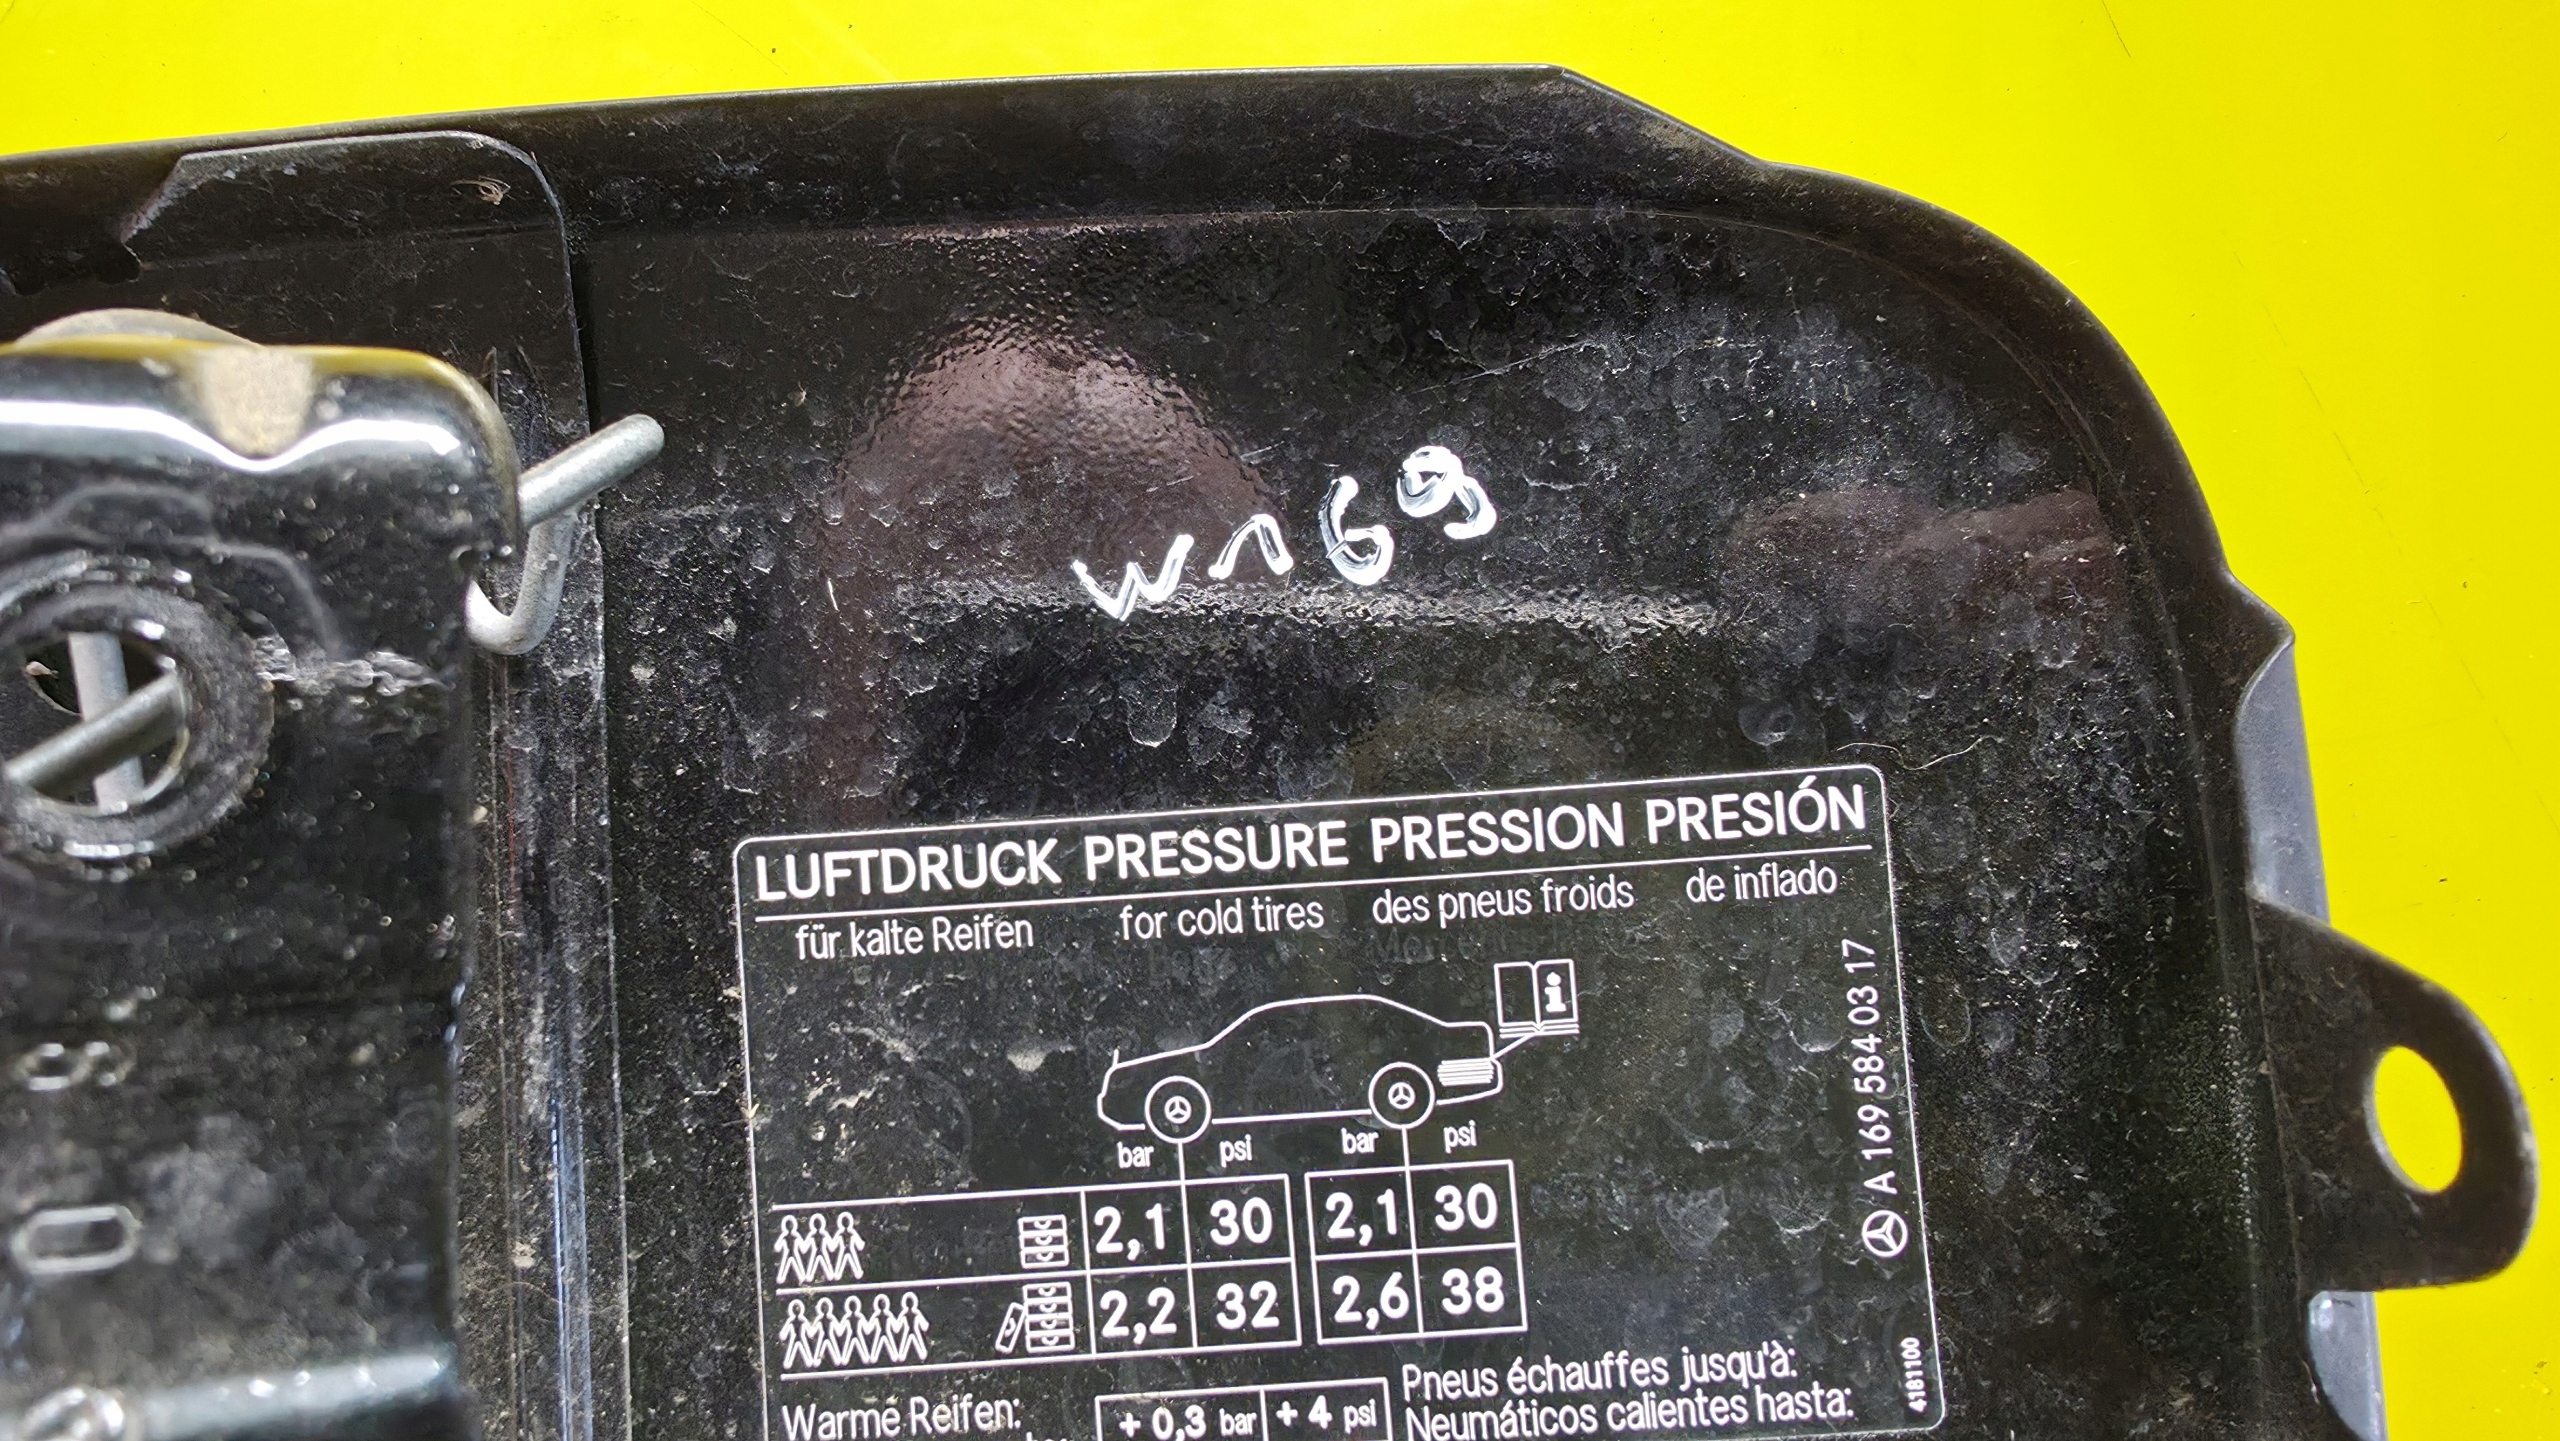 W169
LUFTDRUCK PRESSURE PRESSION PRESIÓN
für kalte Reifen for cold tires des pneus froids de inflado
A 169 584 03 17
bar psi bar psi
2,1 30 2,1 30
2,2 32 2,6 38
Pneus échauffes jusqu'à:
Warme Reifen: + 0,3 bar + 4 psi Neumáticos calientes hasta:
4181100